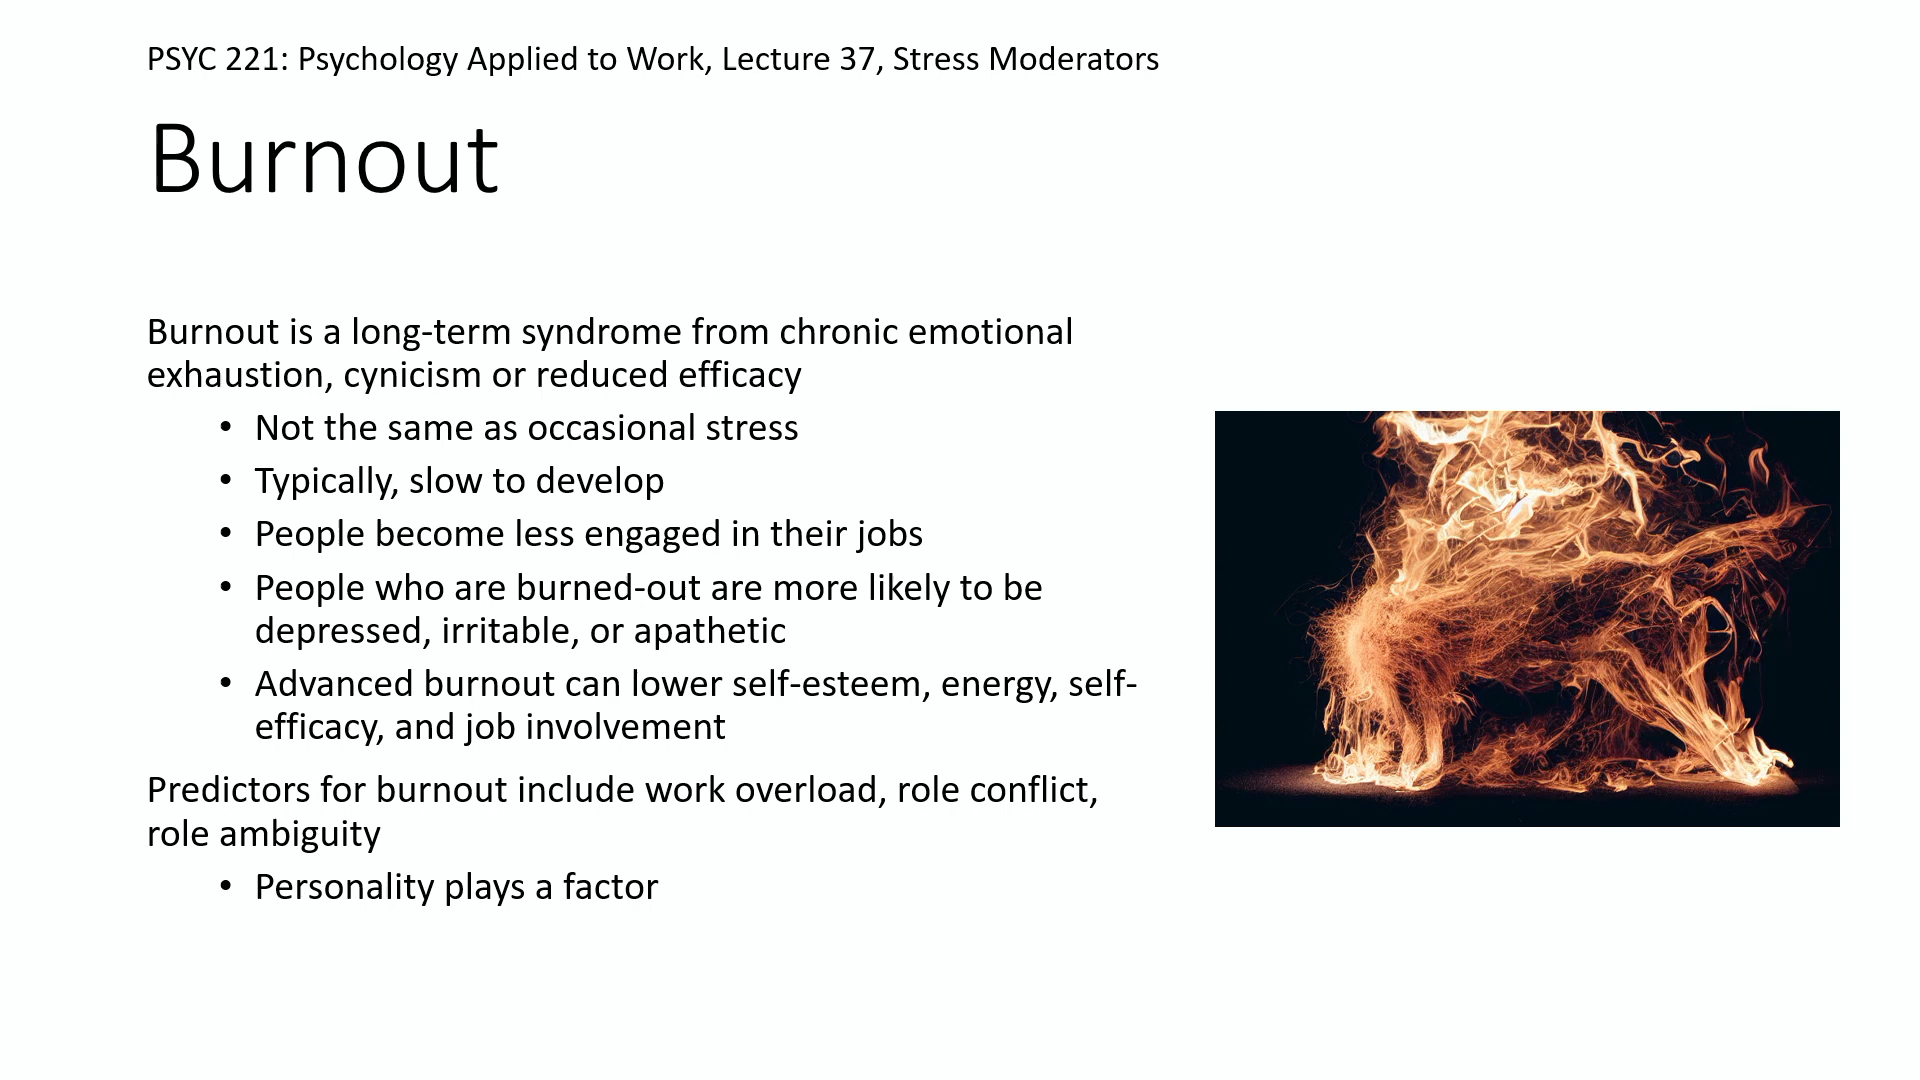 PSYC 221: Psychology Applied to Work, Lecture 37, Stress Moderators
Burnout
Burnout is a long-term syndrome from chronic emotional
exhaustion, cynicism or reduced efficacy
• Not the same as occasional stress
• Typically, slow to develop
• People become less engaged in their jobs
• People who are burned-out are more likely to be
depressed, irritable, or apathetic
• Advanced burnout can lower self-esteem, energy, self-
efficacy, and job involvement
Predictors for burnout include work overload, role conflict,
role ambiguity
• Personality plays a factor